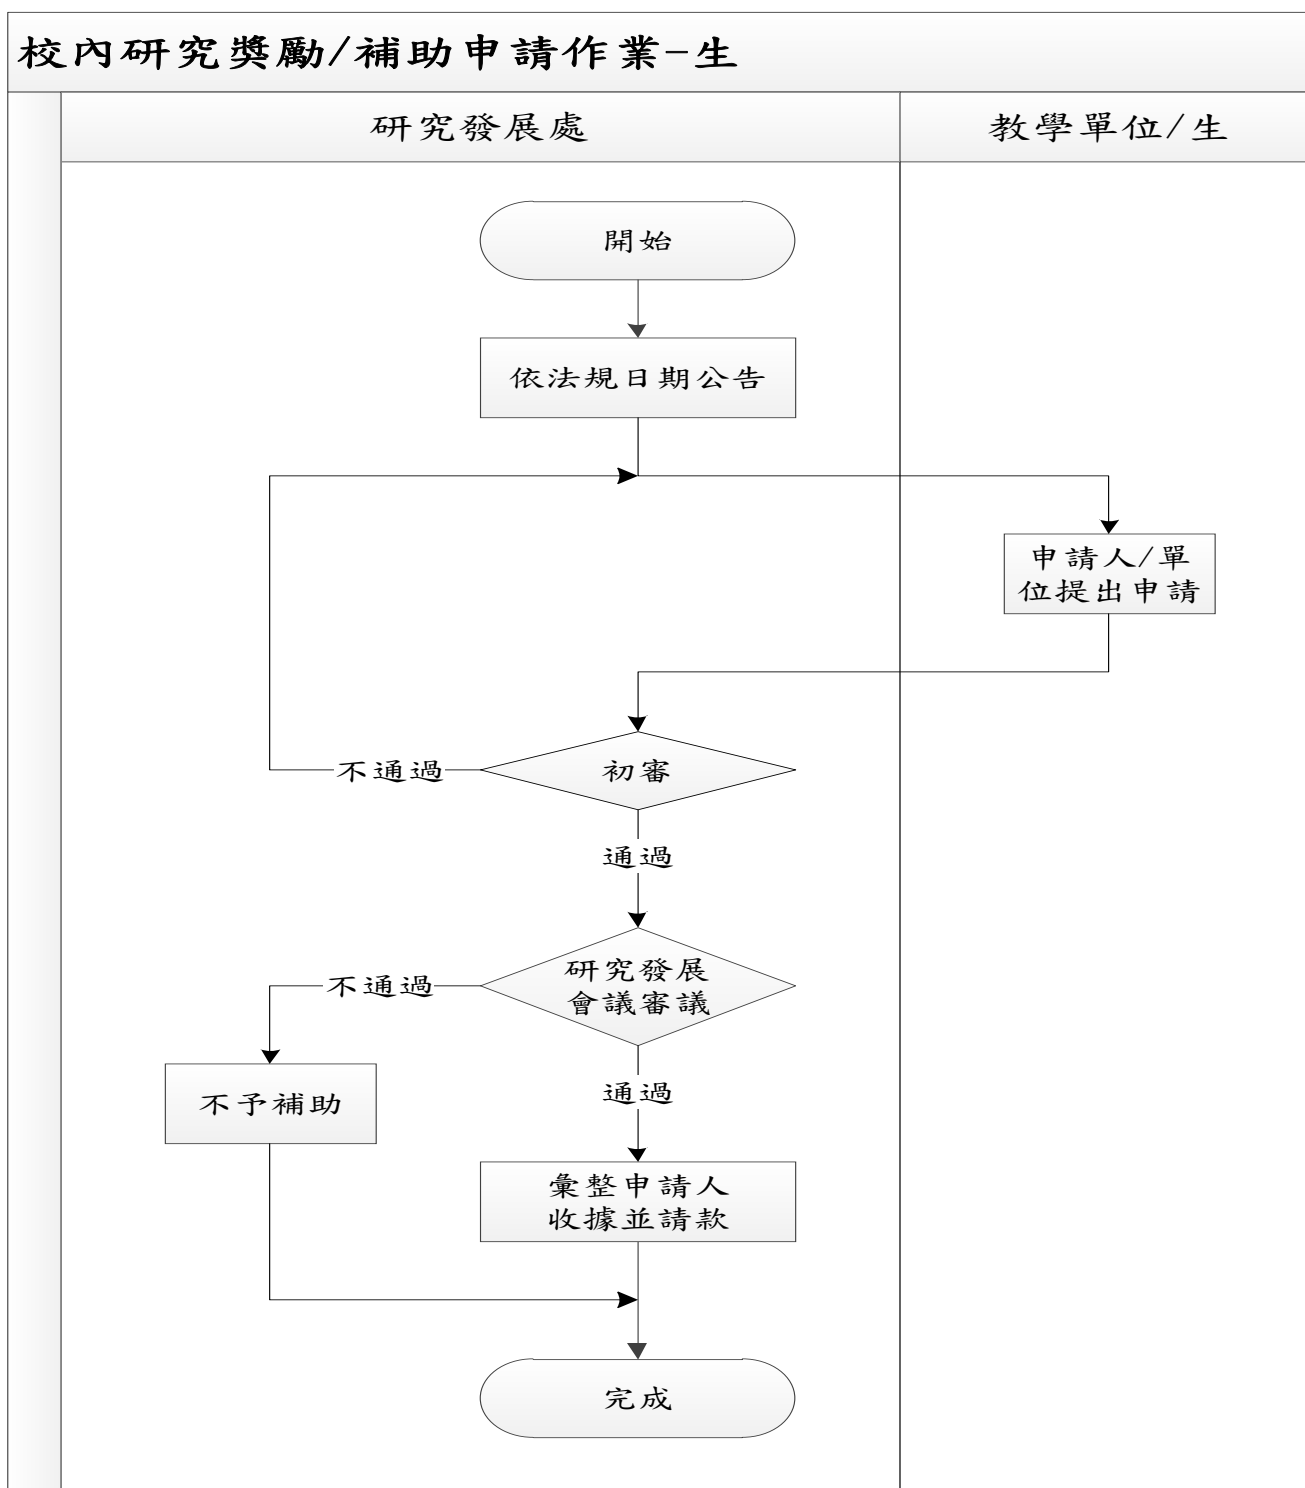 校內研究獎勵/補助申請作業-生
研究發展處
教學單位/生
開始
依法規日期公告
申請人/單
位提出申請
初審
不通過
通過
研究發展
會議審議
不通過
不予補助
通過
彙整申請人
收據並請款
完成